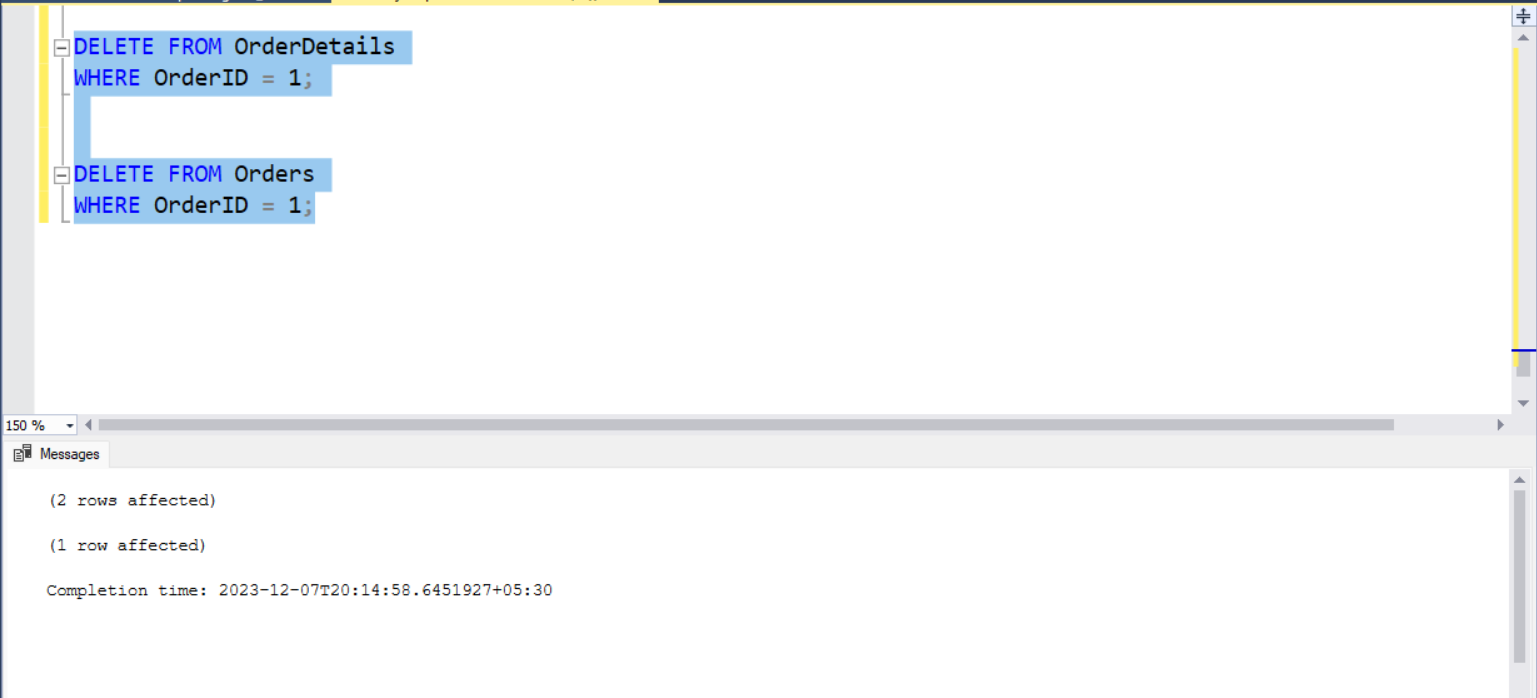 DELETE FROM OrderDetails
WHERE OrderID = 1;
DELETE FROM Orders
WHERE OrderID = 1;
150 %
Messages
(2 rows affected)
(1 row affected)
Completion time: 2023-12-07T20:14:58.6451927+05:30